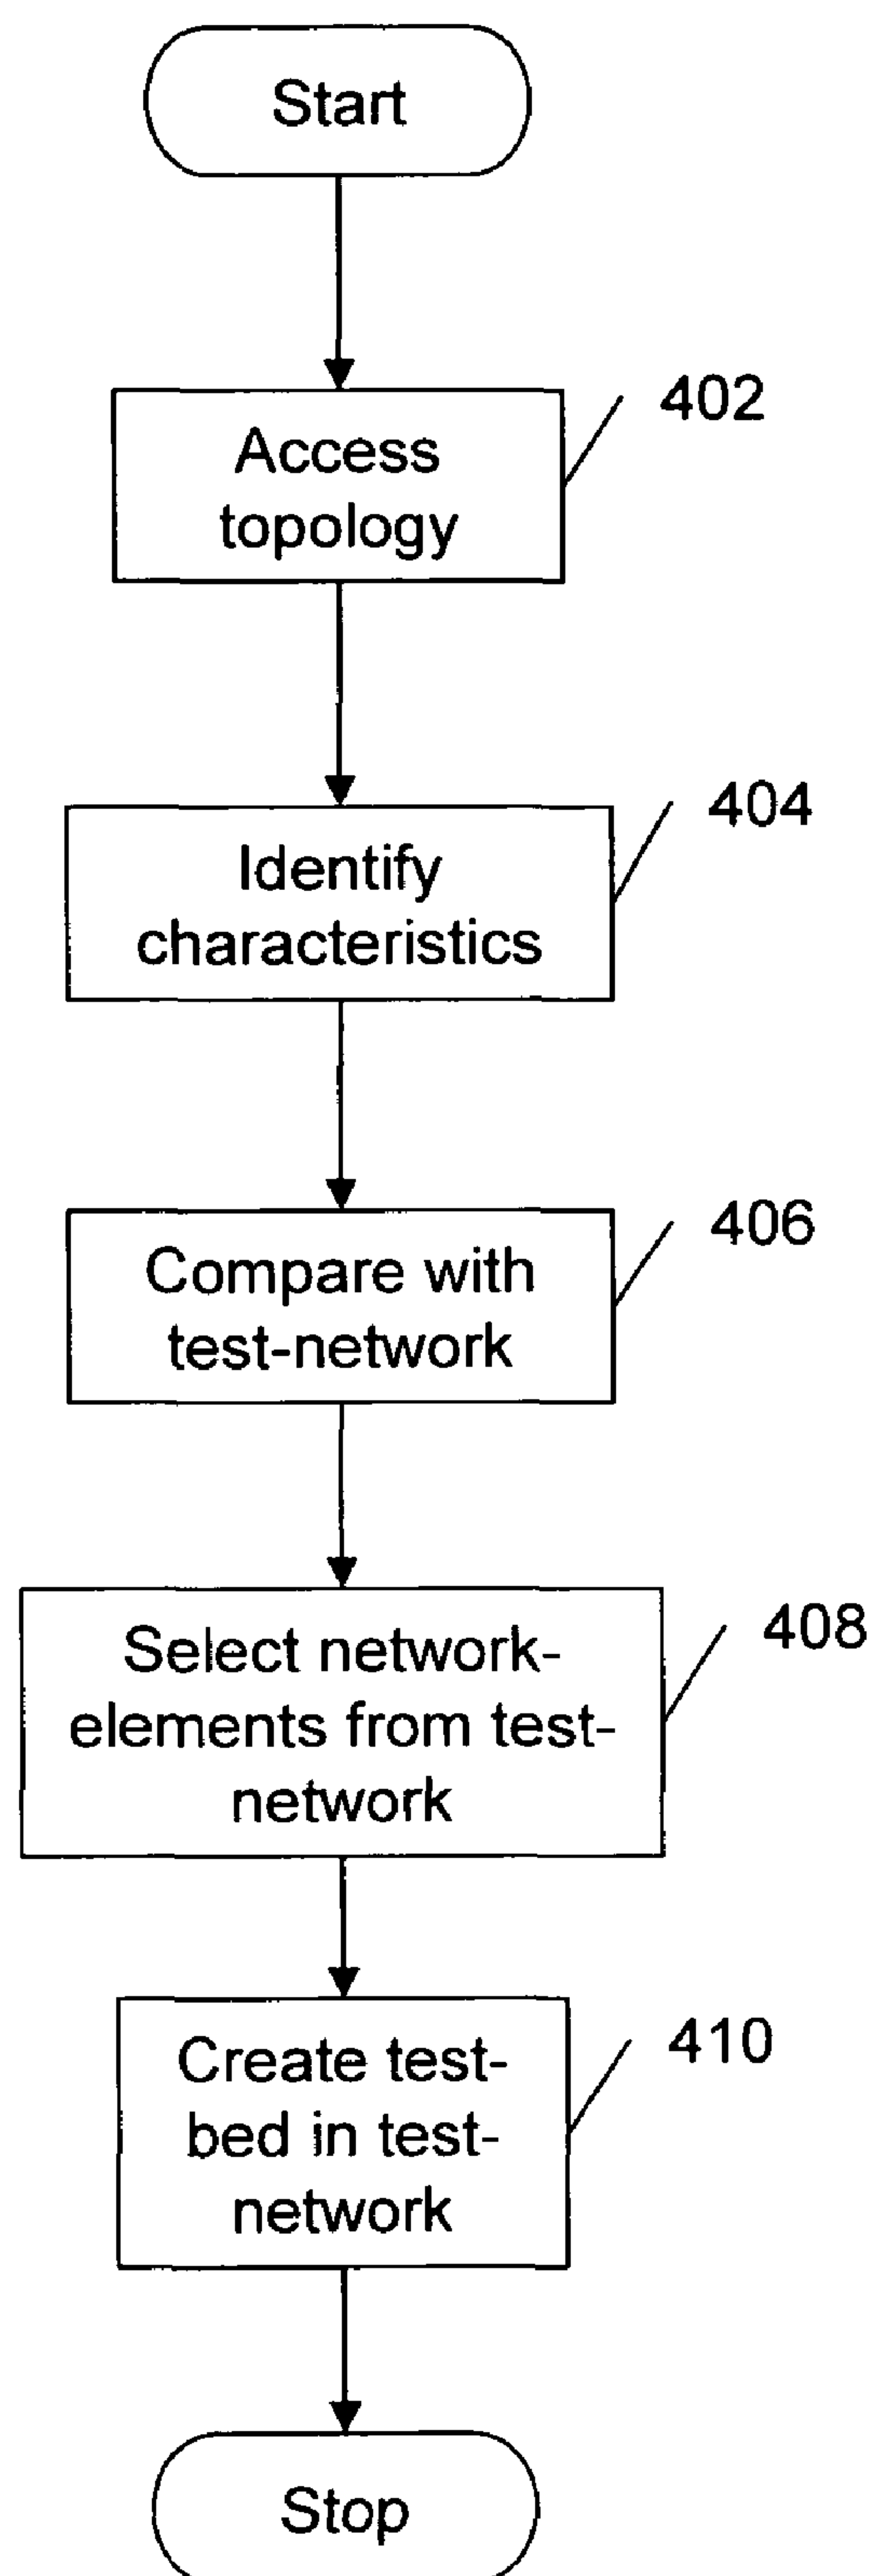 Start
402
Access
topology
404
Identify
characteristics
406
Compare with
test-network
408
Select network-
elements from test-
network
410
Create test-
bed in test-
network
Stop